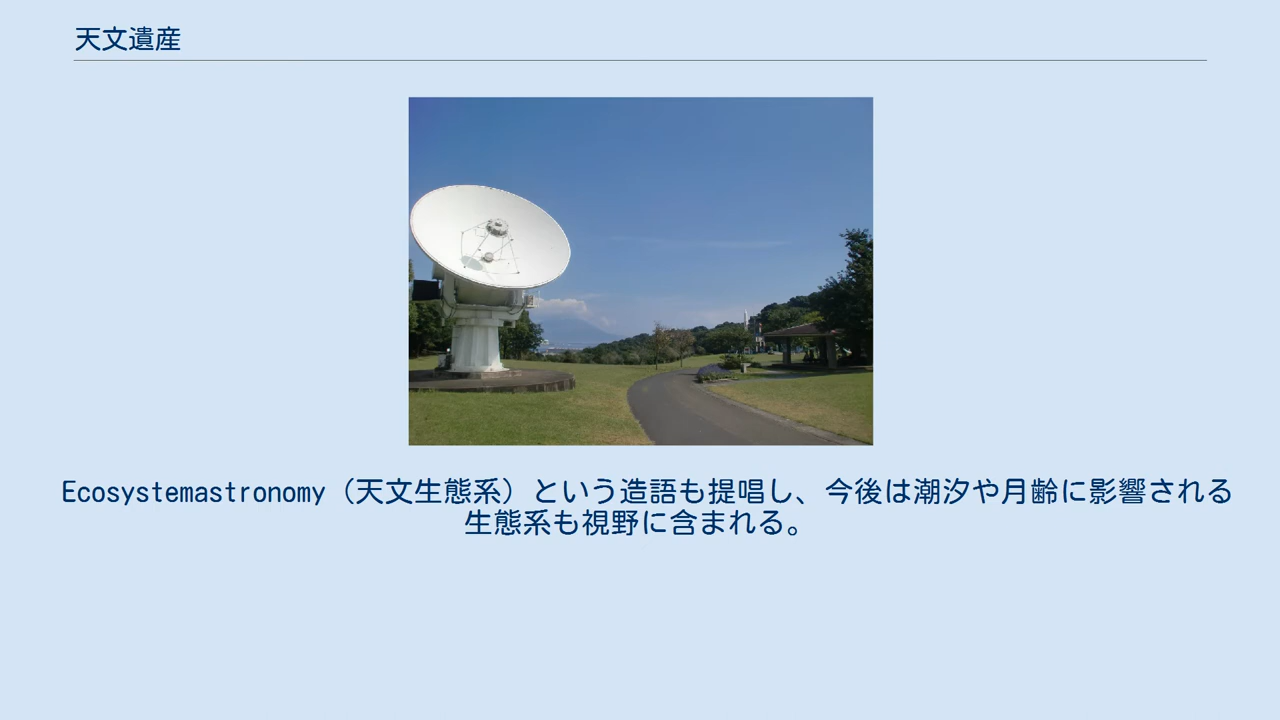 天文遺産
Ecosystemastronomy（天文生態系）という造語も提唱し、今後は潮汐や月齢に影響される
生態系も視野に含まれる。